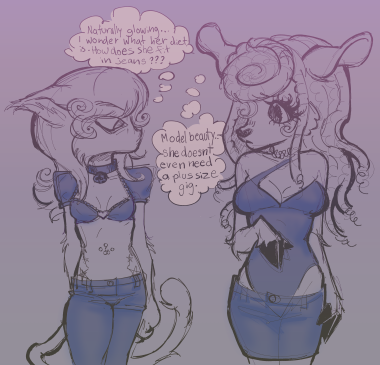 Naturally glowing...
I wonder what her diet
is. How does she fit
in jeans???
Model beauty...
she doesn't
even need
a plus size
gig-